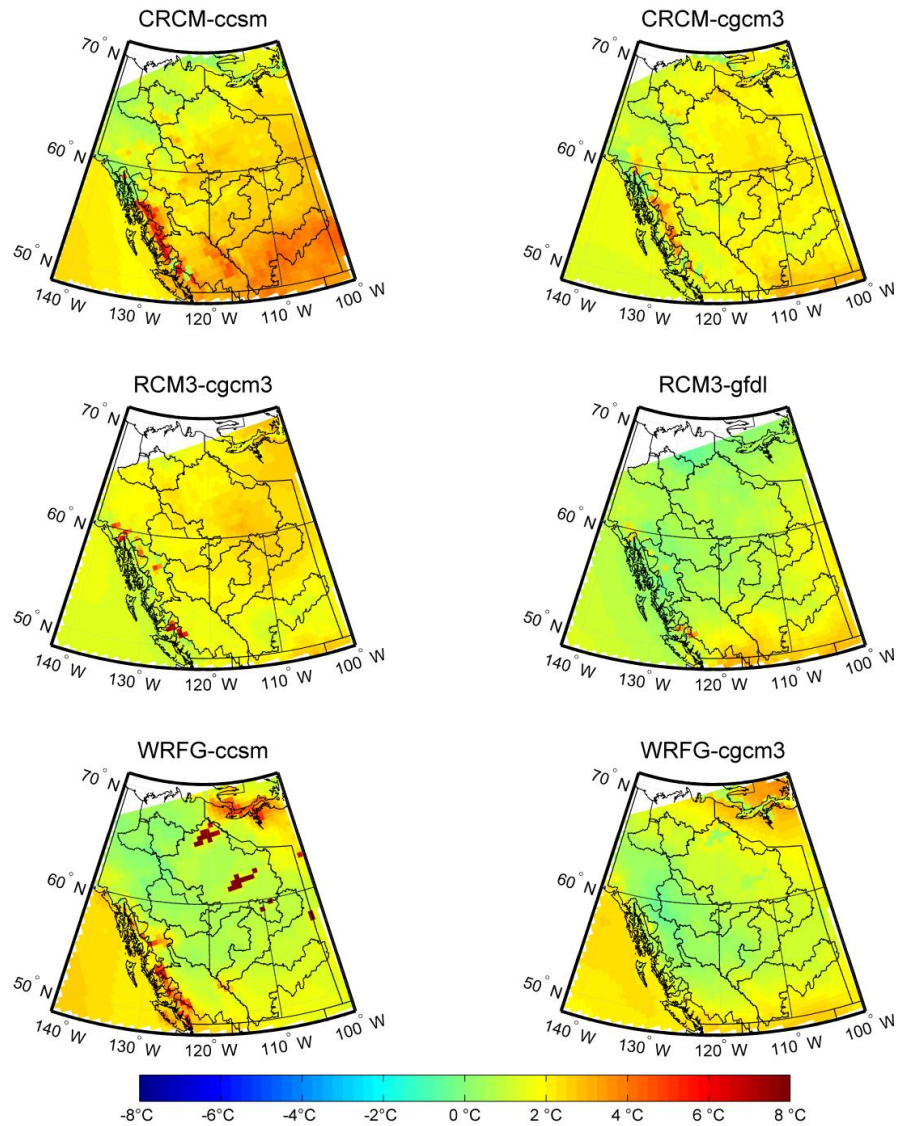 CRCM-ccsm
CRCM-cgcm3
70° N
60° N
50° N
140° W
130° W
120° W
110° W
100° W
70° N
60° N
50° N
140° W
130° W
120° W
110° W
100° W
RCM3-cgcm3
RCM3-gfdl
70° N
60° N
50° N
140° W
130° W
120° W
110° W
100° W
70° N
60° N
50° N
140° W
130° W
120° W
110° W
100° W
WRFG-ccsm
WRFG-cgcm3
70° N
60° N
50° N
140° W
130° W
120° W
110° W
100° W
70° N
60° N
50° N
140° W
130° W
120° W
110° W
100° W
-8°C -6°C -4°C -2°C 0 °C 2 °C 4 °C 6 °C 8 °C